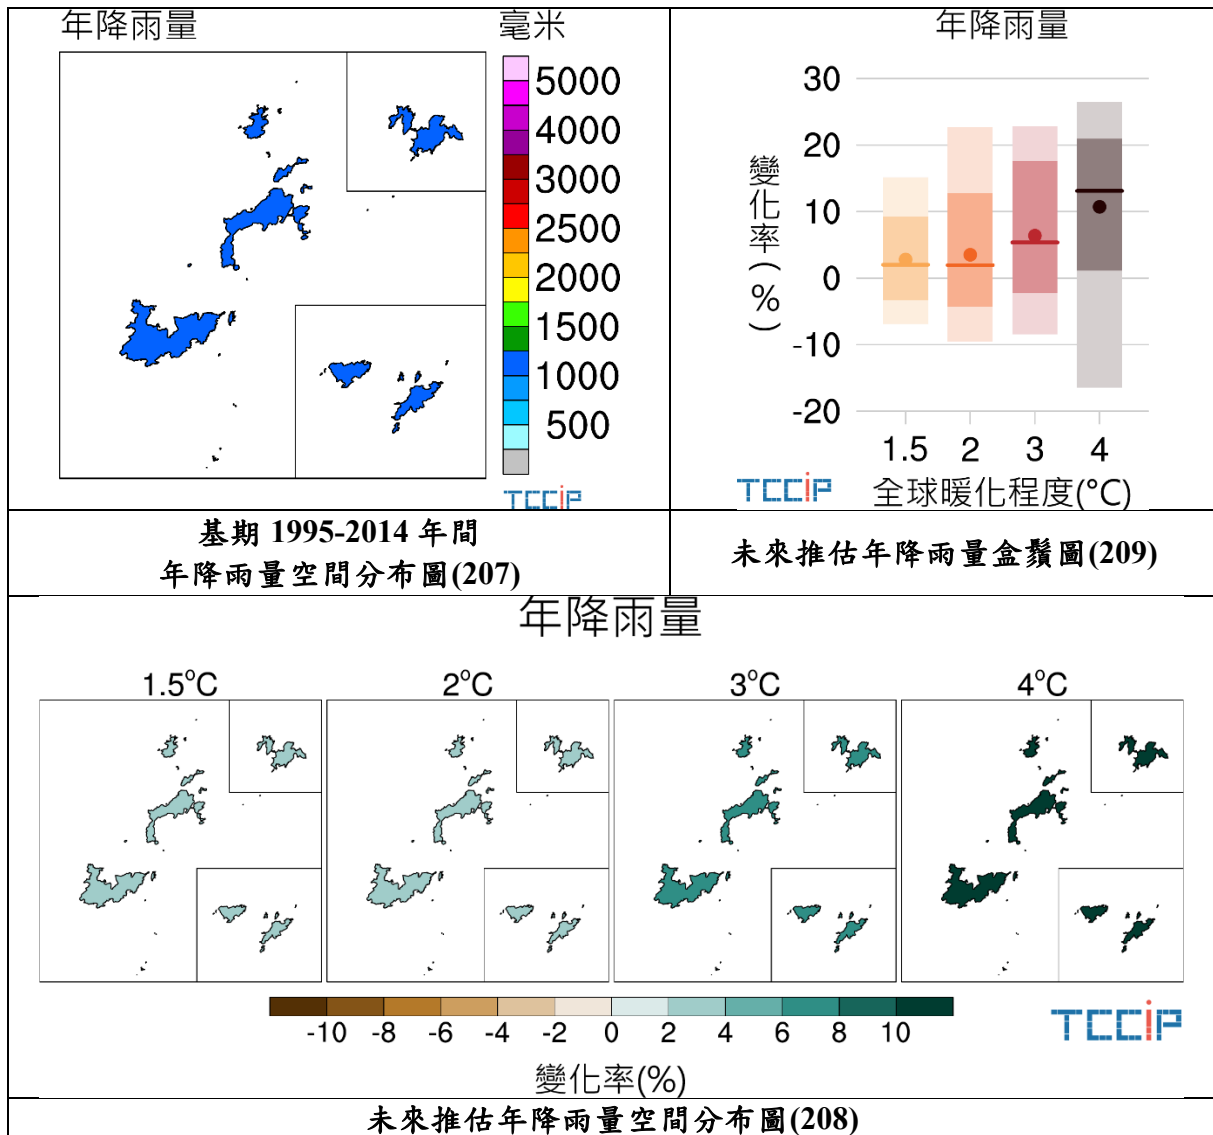 年降雨量
毫米
5000
4000
3000
2500
2000
1500
1000
500
TCCiP
基期 1995-2014 年間
年降雨量空間分布圖(207)
年降雨量
變化率(%)
30
20
10
0
-10
-20
1.5 2 3 4
TCCiP
全球暖化程度(°C)
未來推估年降雨量盒鬚圖(209)
年降雨量
1.5°C 2°C 3°C 4°C
-10 -8 -6 -4 -2 0 2 4 6 8 10
TCCiP
變化率(%)
未來推估年降雨量空間分布圖(208)